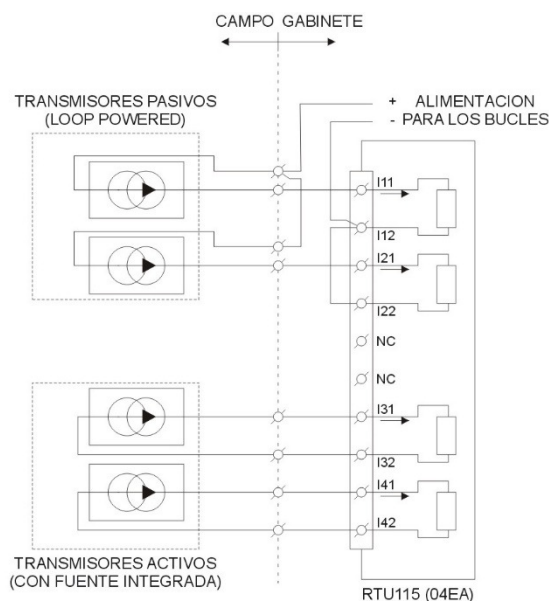 CAMPO GABINETE
TRANSMISORES PASIVOS
(LOOP POWERED)
+ ALIMENTACION
- PARA LOS BUCLES
I11
I12
I21
I22
NC
NC
I31
I32
I41
I42
TRANSMISORES ACTIVOS
(CON FUENTE INTEGRADA)
RTU115 (04EA)